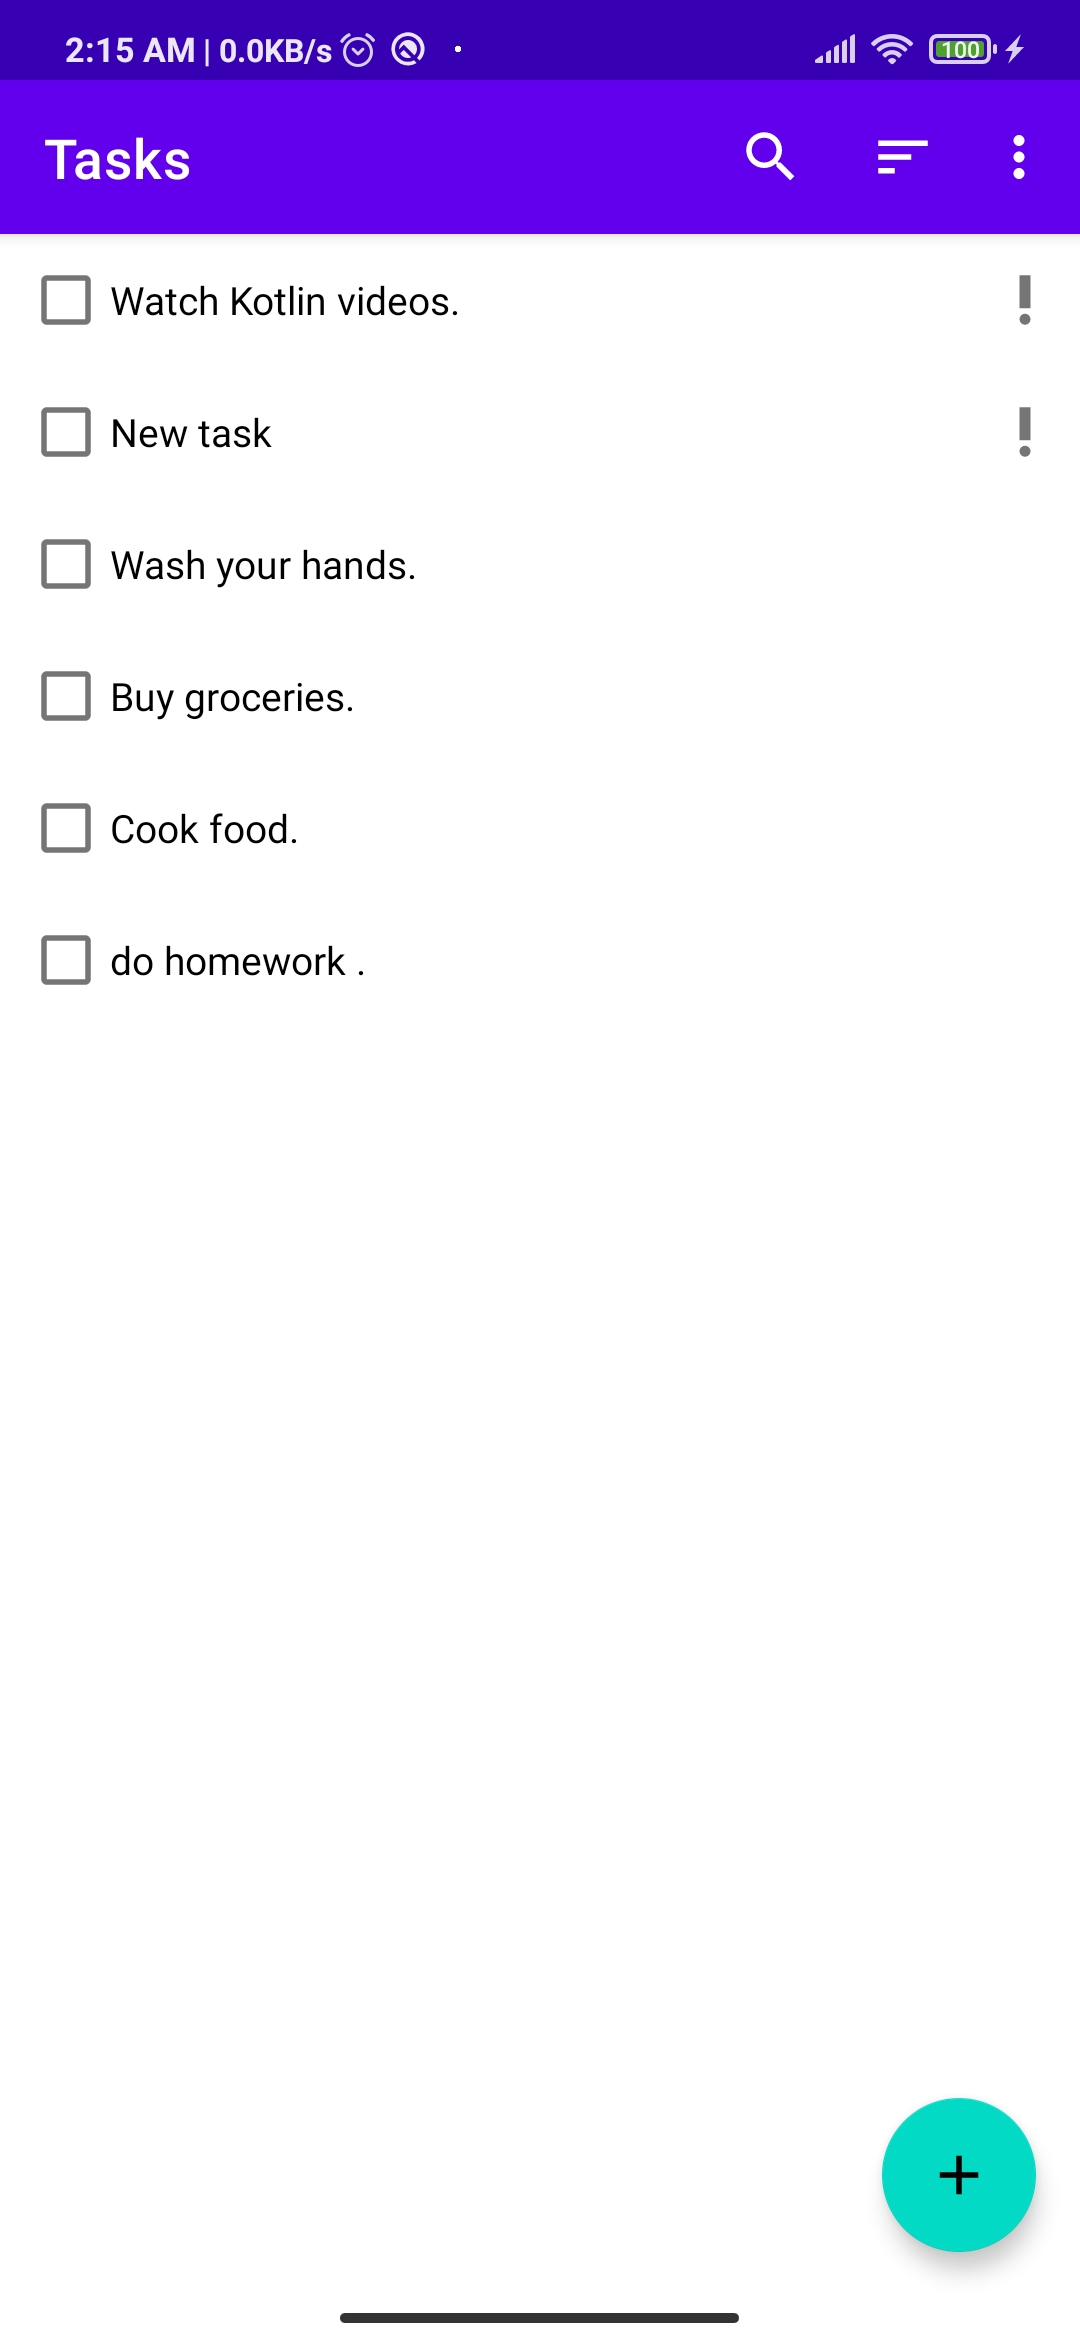 2:15 AM | 0.0KB/s 100
Tasks
Watch Kotlin videos.
New task
Wash your hands.
Buy groceries.
Cook food.
do homework .